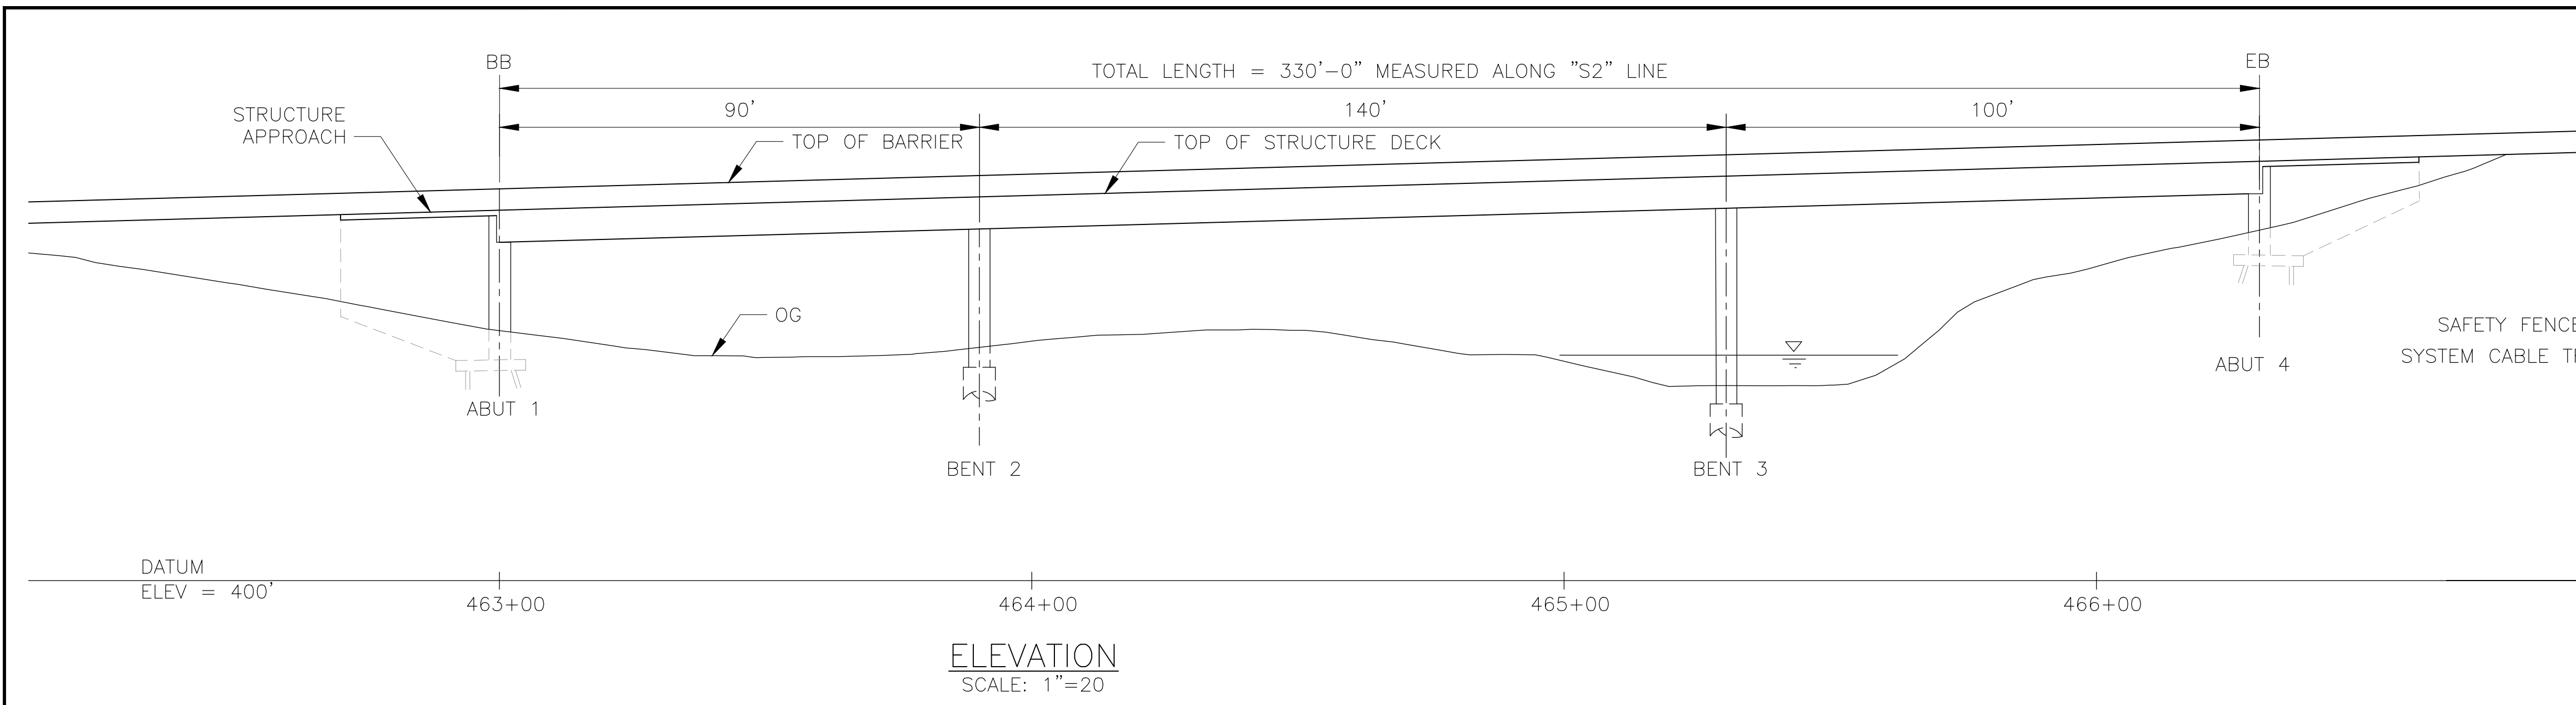 BB
EB
TOTAL LENGTH = 330'-0" MEASURED ALONG "S2" LINE
90'
140'
100'
STRUCTURE
APPROACH
TOP OF BARRIER
TOP OF STRUCTURE DECK
OG
SAFETY FENCE
SYSTEM CABLE
ABUT 1
ABUT 4
BENT 2
BENT 3
DATUM
ELEV = 400'
463+00
464+00
465+00
466+00
ELEVATION
SCALE: 1"=20